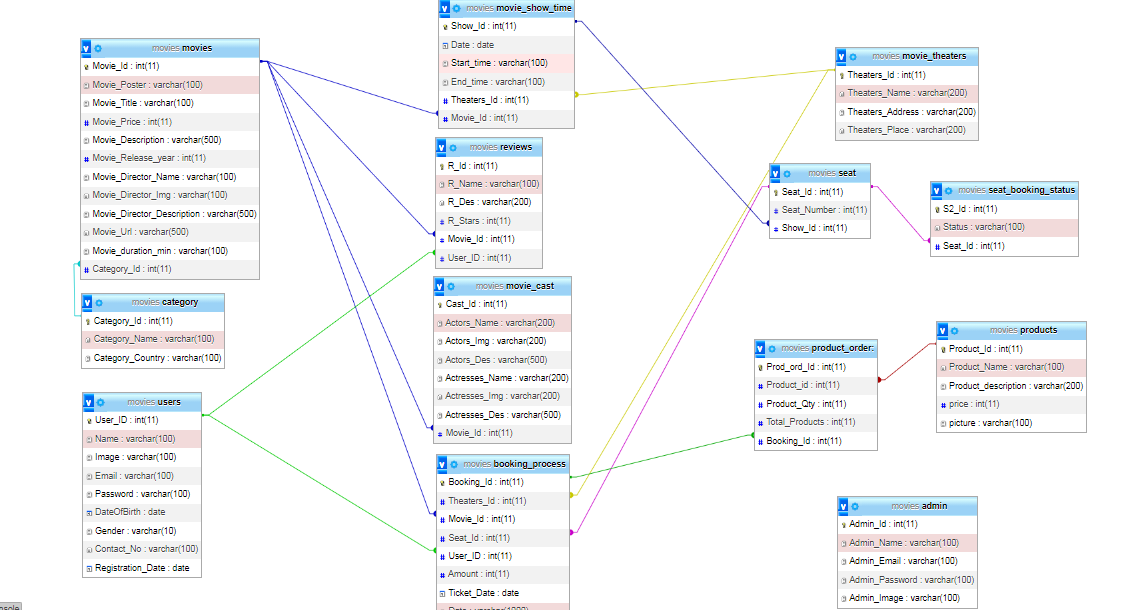 movies movie_show_time
Show_Id : int(11)
Date : date
Start_time : varchar(100)
End_time : varchar(100)
Theaters_Id : int(11)
Movie_Id : int(11)
movies movies
Movie_Id : int(11)
Movie_Poster : varchar(100)
Movie_Title : varchar(100)
Movie_Price : int(11)
Movie_Description : varchar(500)
Movie_Release_year : int(11)
Movie_Director_Name : varchar(100)
Movie_Director_Img : varchar(100)
Movie_Director_Description : varchar(500)
Movie_Url : varchar(500)
Movie_duration_min : varchar(100)
Category_Id : int(11)
movies movie_theaters
Theaters_Id : int(11)
Theaters_Name : varchar(200)
Theaters_Address : varchar(200)
Theaters_Place : varchar(200)
movies reviews
R_Id : int(11)
R_Name : varchar(100)
R_Des : varchar(200)
R_Stars : int(11)
Movie_Id : int(11)
User_ID : int(11)
movies seat
Seat_Id : int(11)
Seat_Number : int(11)
Show_Id : int(11)
movies seat_booking_status
S2_Id : int(11)
Status : varchar(100)
Seat_Id : int(11)
movies category
Category_Id : int(11)
Category_Name : varchar(100)
Category_Country : varchar(100)
movies movie_cast
Cast_Id : int(11)
Actors_Name : varchar(200)
Actors_Img : varchar(200)
Actors_Des : varchar(500)
Actresses_Name : varchar(200)
Actresses_Img : varchar(200)
Actresses_Des : varchar(500)
Movie_Id : int(11)
movies product_order
Prod_ord_Id : int(11)
Product_id : int(11)
Product_Qty : int(11)
Total_Products : int(11)
Booking_Id : int(11)
movies products
Product_Id : int(11)
Product_Name : varchar(100)
Product_description : varchar(200)
price : int(11)
picture : varchar(100)
movies users
User_ID : int(11)
Name : varchar(100)
Image : varchar(100)
Email : varchar(100)
Password : varchar(100)
DateOfBirth : date
Gender : varchar(10)
Contact_No : varchar(100)
Registration_Date : date
movies booking_process
Booking_Id : int(11)
Theaters_Id : int(11)
Movie_Id : int(11)
Seat_Id : int(11)
User_ID : int(11)
Amount : int(11)
Ticket_Date : date
movies admin
Admin_Id : int(11)
Admin_Name : varchar(100)
Admin_Email : varchar(100)
Admin_Password : varchar(100)
Admin_Image : varchar(100)